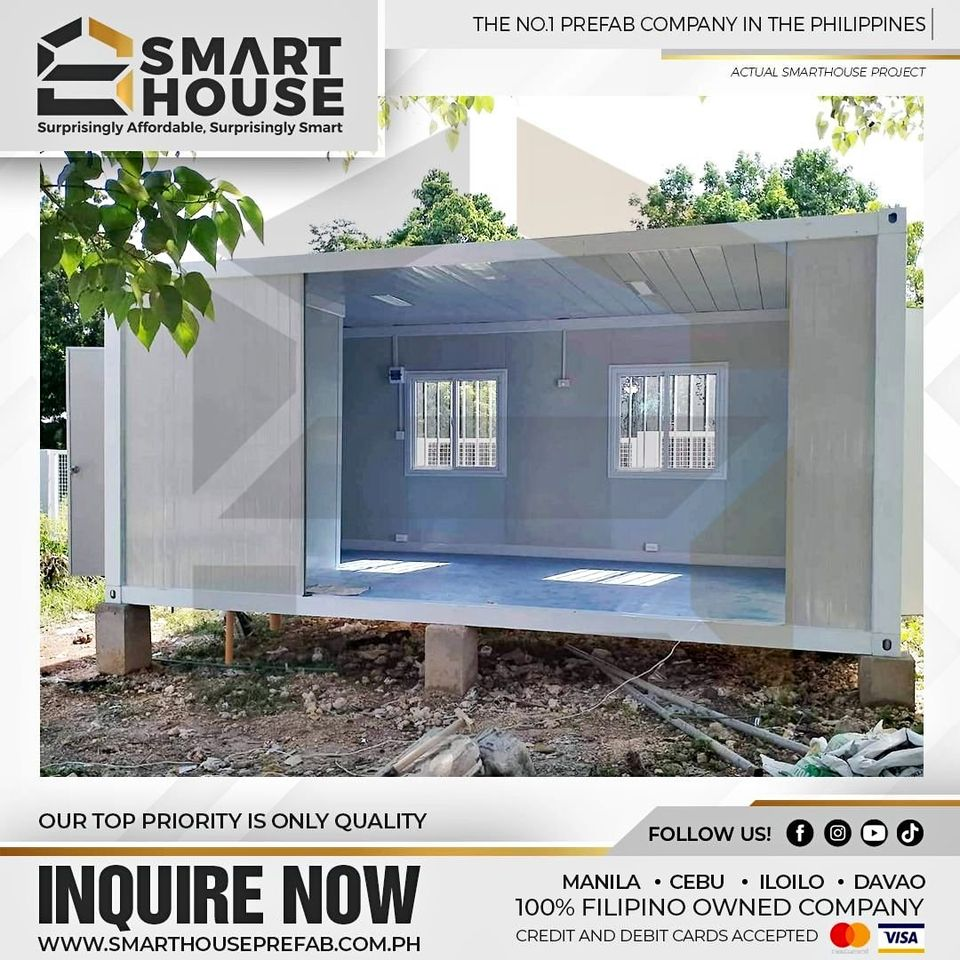 SMART
HOUSE
Surprisingly Affordable, Surprisingly Smart
THE NO.1 PREFAB COMPANY IN THE PHILIPPINES
ACTUAL SMARTHOUSE PROJECT
OUR TOP PRIORITY IS ONLY QUALITY
FOLLOW US!
INQUIRE NOW
WWW.SMARTHOUSEPREFAB.COM.PH
MANILA • CEBU • ILOILO • DAVAO
100% FILIPINO OWNED COMPANY
CREDIT AND DEBIT CARDS ACCEPTED
VISA